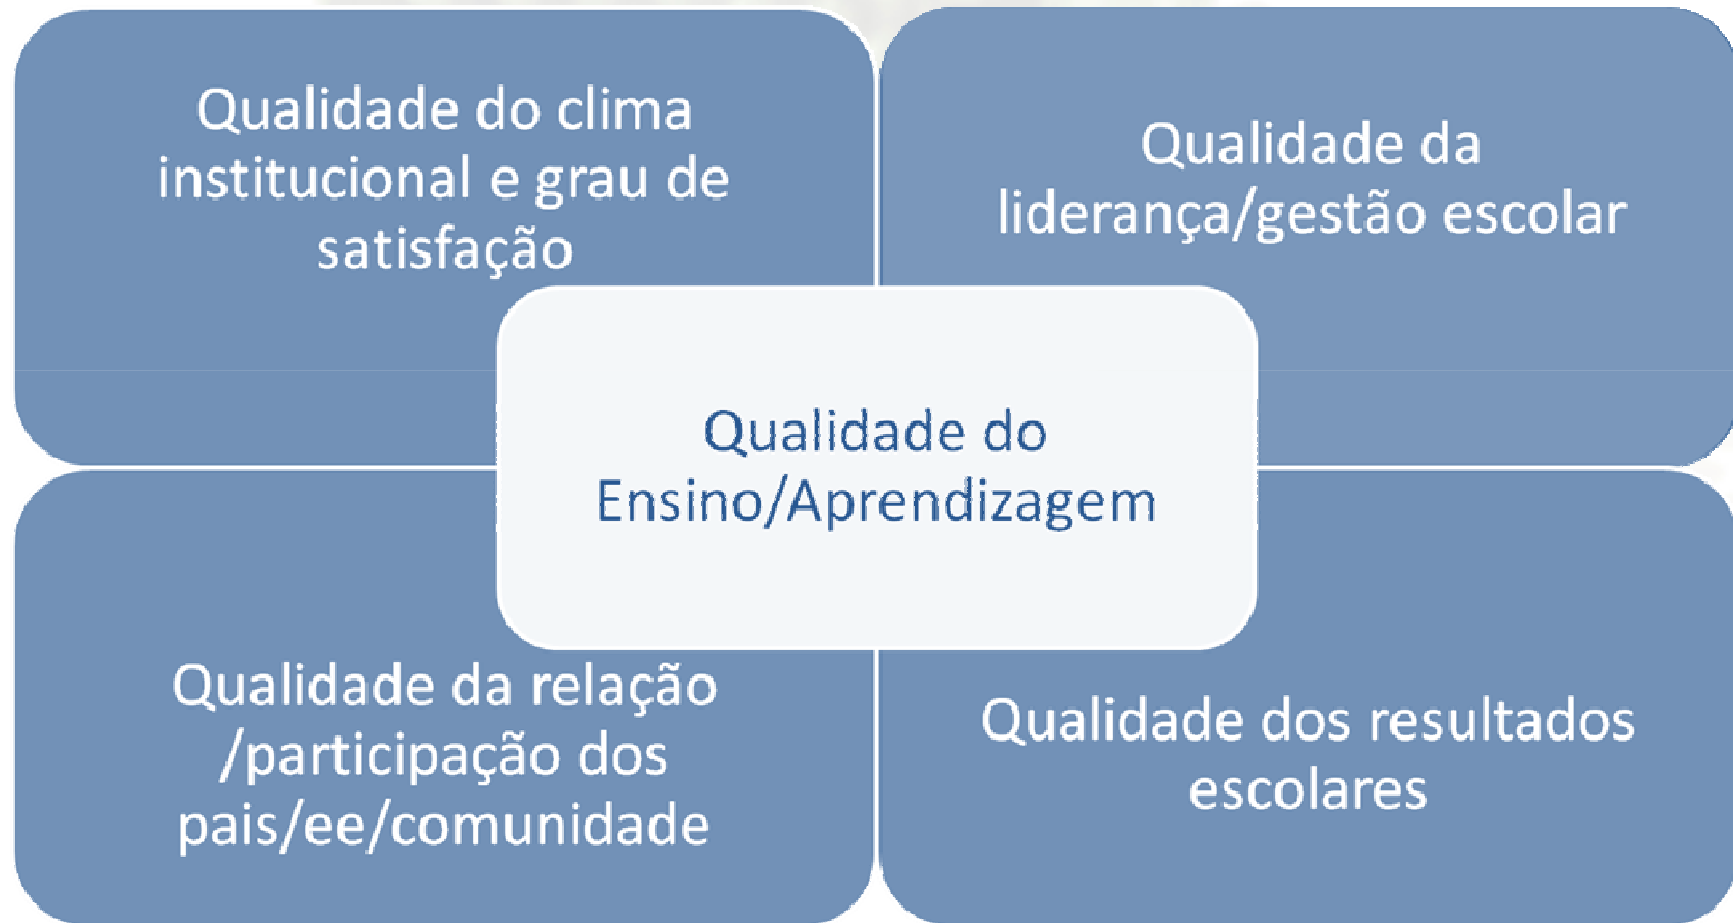 Qualidade do clima
institucional e grau de
satisfação
Qualidade da
liderança/gestão escolar
Qualidade do
Ensino/Aprendizagem
Qualidade da relação
/participação dos
pais/ee/comunidade
Qualidade dos resultados
escolares